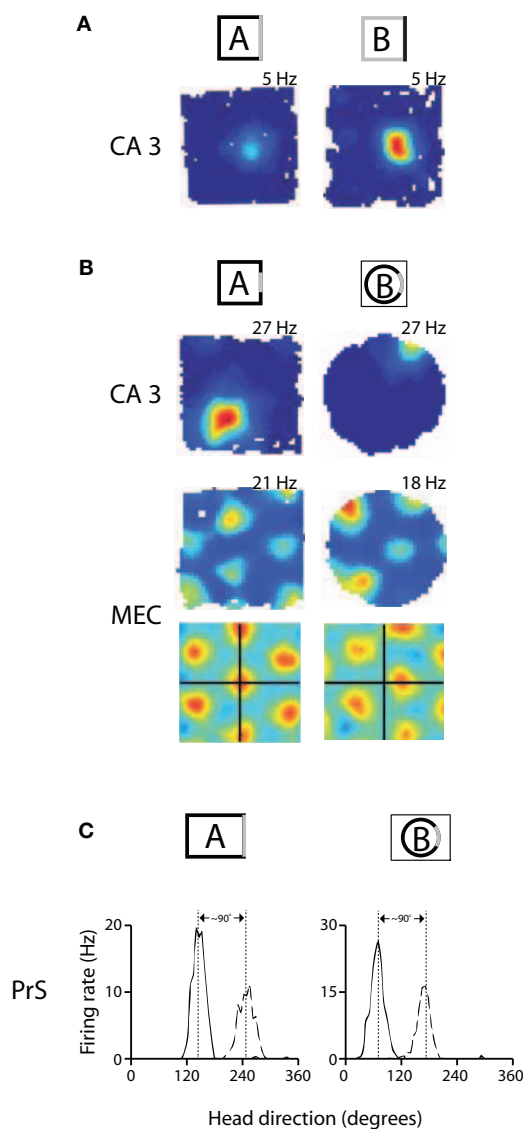 A
A B
5 Hz 5 Hz
CA 3
B
A B
27 Hz 27 Hz
CA 3
21 Hz 18 Hz
MEC
C
A B
~90° ~90°
20 30
10 15
0 0
Firing rate (Hz)
PrS
120 240 360 0 120 240 360
Head direction (degrees)